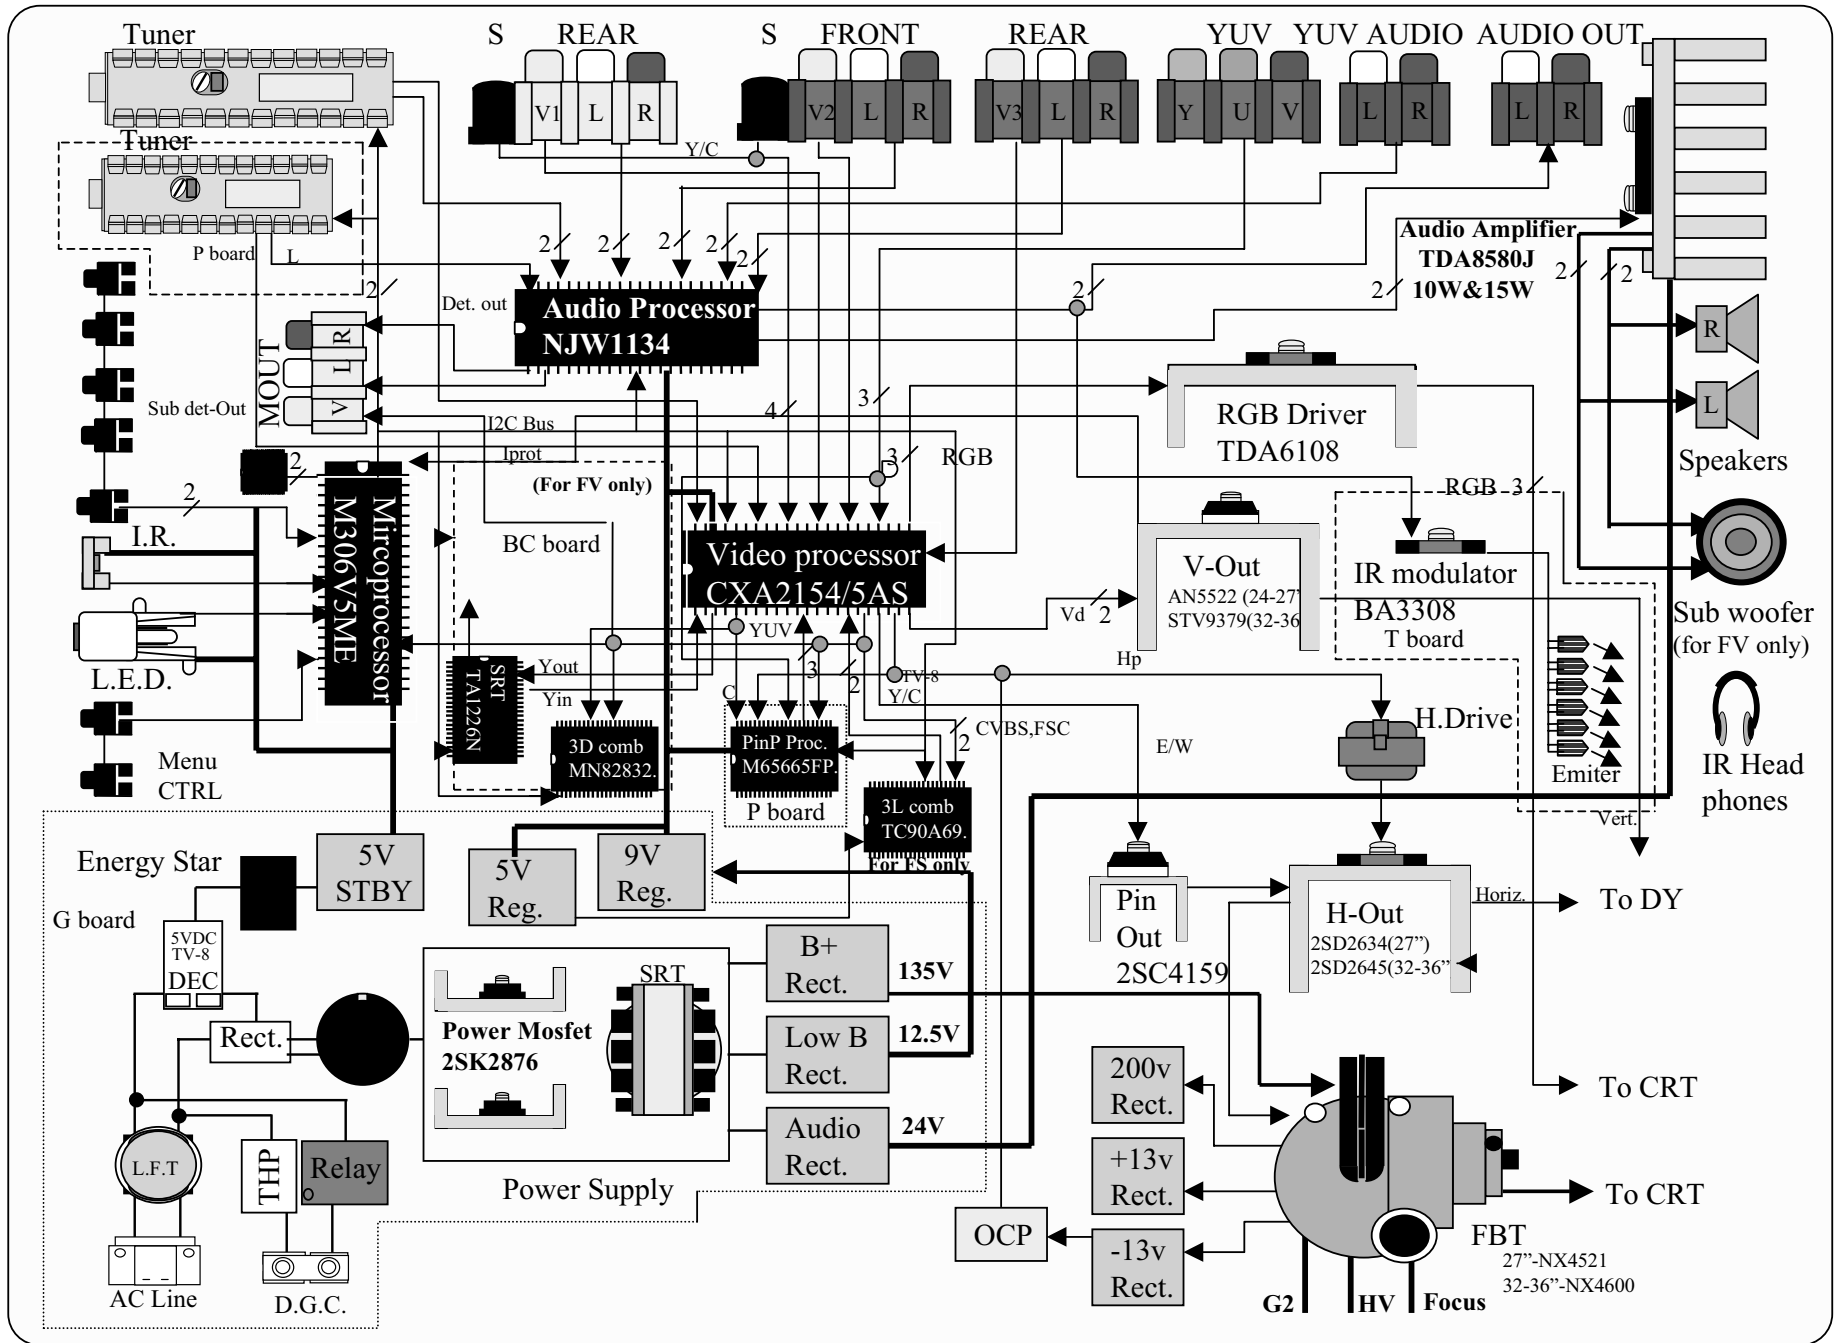 Tuner
S REAR
S FRONT
REAR
YUV
YUV AUDIO
AUDIO OUT
V1 L R
V2 L R
V3 L R
Y U V
L R
L R
Tuner
Y/C
P board
L
2
2
2
2
2
2
2
2
2
2
2
Det. out
Audio Processor
NJW1134
Audio Amplifier
TDA8580J
10W&15W
R
L
Speakers
MOUT
R
L
V
Sub det-Out
I2C Bus
Iprot
4
3
3
RGB
RGB Driver
TDA6108
RGB 3
2
2
I.R.
Mircoprocessor
M306V5ME
(For FV only)
BC board
Video processor
CXA2154/5AS
V-Out
AN5522 (24-27"
STV9379(32-36
Vd 2
IR modulator
BA3308
T board
Sub woofer
(for FV only)
L.E.D.
YUV
Hp
SRT
TA1226N
Yout
Yin
3
2
C
TV-8
Y/C
CVBS,FSC
2
E/W
H.Drive
Emiter
IR Head
phones
Menu
CTRL
3D comb
MN82832.
PinP Proc.
M65665FP.
P board
3L comb
TC90A69.
For FS only
Vert.
Energy Star
G board
5V
STBY
5V
Reg.
9V
Reg.
Pin
Out
2SC4159
H-Out
2SD2634(27”)
2SD2645(32-36”
Horiz.
To DY
5VDC
TV-8
DEC
Rect.
Power Mosfet
2SK2876
SRT
B+
Rect.
135V
Low B
Rect.
12.5V
Audio
Rect.
24V
Power Supply
L.F.T
THP
Relay
AC Line
D.G.C.
200v
Rect.
+13v
Rect.
-13v
Rect.
OCP
To CRT
To CRT
FBT
27”-NX4521
32-36”-NX4600
G2 HV Focus